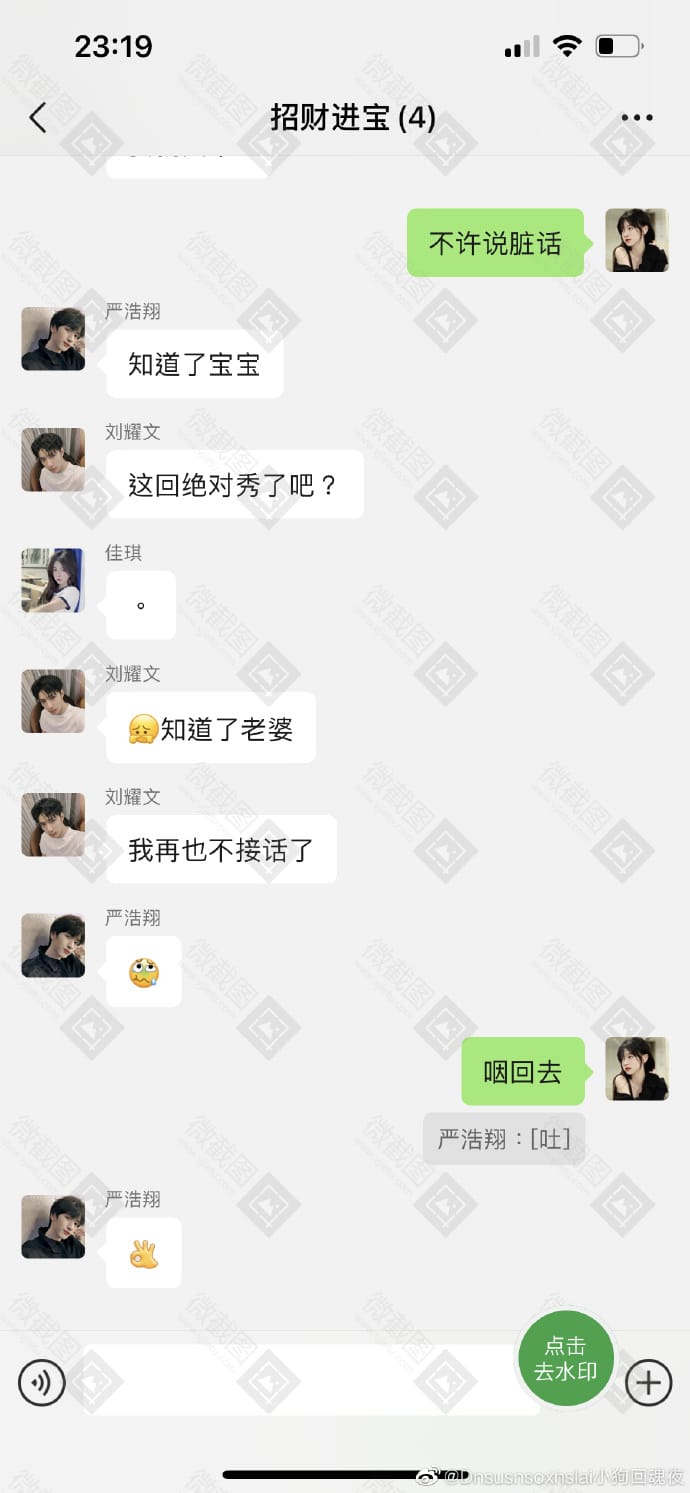 23:19
招财进宝 (4)
不许说脏话
严浩翔
知道了宝宝
刘耀文
这回绝对秀了吧？
佳琪
。
刘耀文
🫣知道了老婆
刘耀文
我再也不接话了
严浩翔
🥴
咽回去
严浩翔：[吐]
严浩翔
👌
点击
去水印
@Dnsusnsoxnslai小狗回魂夜
微截图